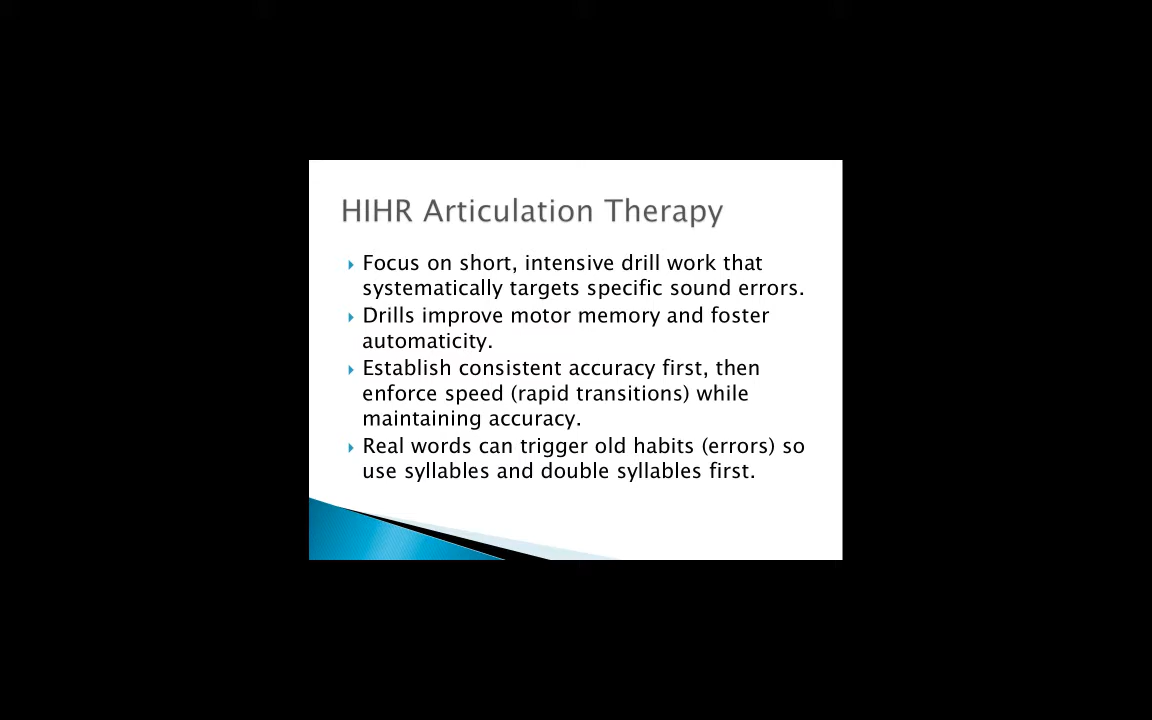 HIHR Articulation Therapy
Focus on short, intensive drill work that
systematically targets specific sound errors.
Drills improve motor memory and foster
automaticity.
Establish consistent accuracy first, then
enforce speed (rapid transitions) while
maintaining accuracy.
Real words can trigger old habits (errors) so
use syllables and double syllables first.